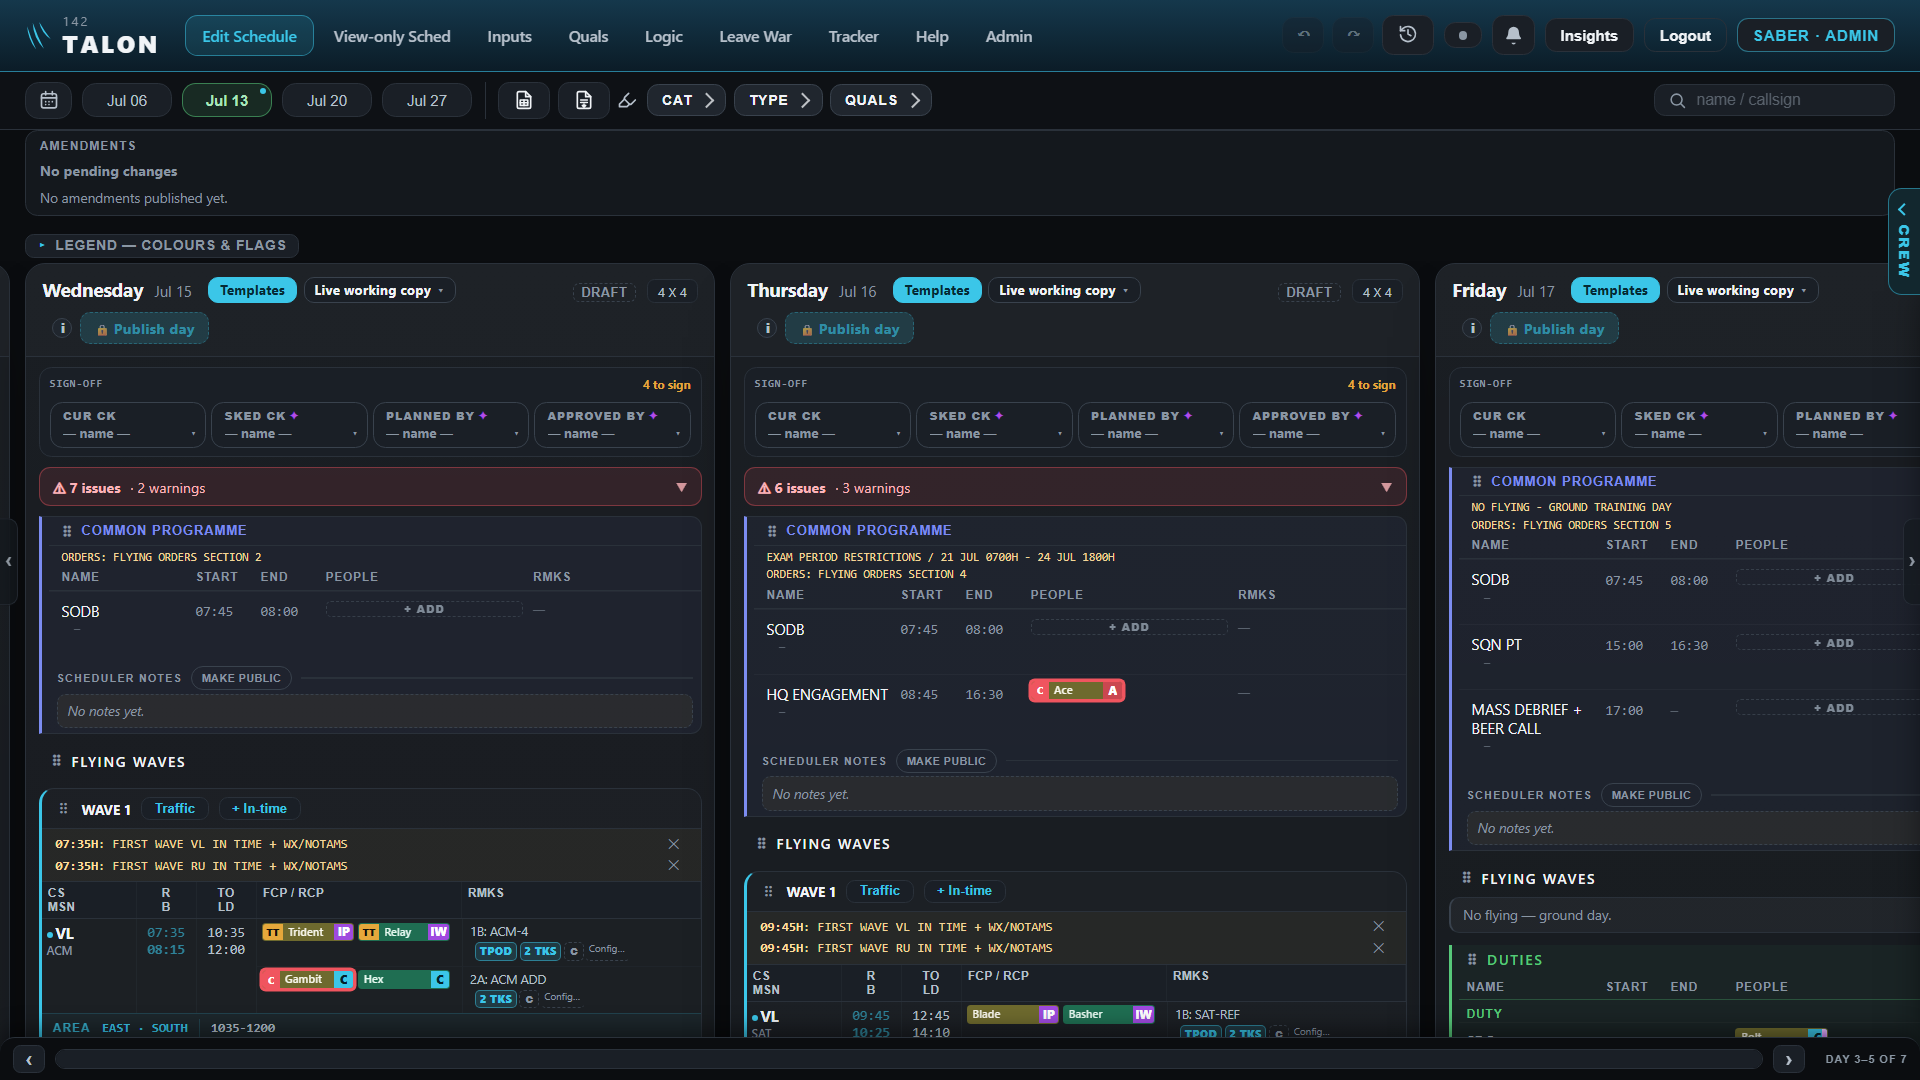 142
TALON
Edit Schedule
View-only Sched
Inputs
Quals
Logic
Leave War
Tracker
Help
Admin
Insights
Logout
SABER · ADMIN
Jul 06
Jul 13
Jul 20
Jul 27
CAT
TYPE
QUALS
name / callsign
AMENDMENTS
No pending changes
No amendments published yet.
CREW
LEGEND — COLOURS & FLAGS
Wednesday Jul 15 Templates Live working copy DRAFT 4 X 4
i Publish day
SIGN-OFF 4 to sign
CUR CK SKED CK PLANNED BY APPROVED BY
— name — — name — — name — — name —
7 issues · 2 warnings
COMMON PROGRAMME
ORDERS: FLYING ORDERS SECTION 2
NAME START END PEOPLE RMKS
SODB 07:45 08:00 + ADD —
—
SCHEDULER NOTES MAKE PUBLIC
No notes yet.
FLYING WAVES
WAVE 1 Traffic + In-time
07:35H: FIRST WAVE VL IN TIME + WX/NOTAMS
07:35H: FIRST WAVE RU IN TIME + WX/NOTAMS
CS R TO FCP / RCP RMKS
MSN B LD
VL 07:35 10:35 TT Trident IP TT Relay IW 1B: ACM-4
ACM 08:15 12:00 TPOD 2 TKS C Config...
C Gambit C Hex C 2A: ACM ADD
2 TKS C Config...
AREA EAST · SOUTH 1035-1200
Thursday Jul 16 Templates Live working copy DRAFT 4 X 4
i Publish day
SIGN-OFF 4 to sign
CUR CK SKED CK PLANNED BY APPROVED BY
— name — — name — — name — — name —
6 issues · 3 warnings
COMMON PROGRAMME
EXAM PERIOD RESTRICTIONS / 21 JUL 0700H - 24 JUL 1800H
ORDERS: FLYING ORDERS SECTION 4
NAME START END PEOPLE RMKS
SODB 07:45 08:00 + ADD —
—
HQ ENGAGEMENT 08:45 16:30 C Ace A —
—
SCHEDULER NOTES MAKE PUBLIC
No notes yet.
FLYING WAVES
WAVE 1 Traffic + In-time
09:45H: FIRST WAVE VL IN TIME + WX/NOTAMS
09:45H: FIRST WAVE RU IN TIME + WX/NOTAMS
CS R TO FCP / RCP RMKS
MSN B LD
VL 09:45 12:45 Blade IP Basher IW 1B: SAT-REF
SAT 10:25 14:10 TPOD 2 TKS C Config...
Friday Jul 17 Templates Live working copy
i Publish day
SIGN-OFF
CUR CK SKED CK PLANNED BY
— name — — name — — name —
COMMON PROGRAMME
NO FLYING - GROUND TRAINING DAY
ORDERS: FLYING ORDERS SECTION 5
NAME START END PEOPLE
SODB 07:45 08:00 + ADD
—
SQN PT 15:00 16:30 + ADD
—
MASS DEBRIEF + 17:00 — + ADD
BEER CALL
—
SCHEDULER NOTES MAKE PUBLIC
No notes yet.
FLYING WAVES
No flying — ground day.
DUTIES
NAME START END PEOPLE
DUTY
DAY 3–5 OF 7